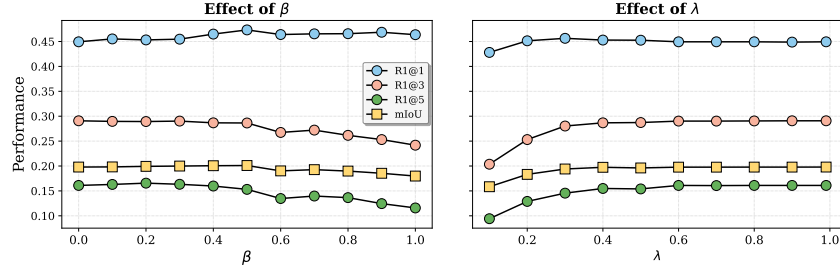 Effect of β
Performance
0.45
0.40
0.35
0.30
0.25
0.20
0.15
0.10
R1@1
R1@3
R1@5
mIoU
0.0 0.2 0.4 0.6 0.8 1.0
β
Effect of λ
0.2 0.4 0.6 0.8 1.0
λ